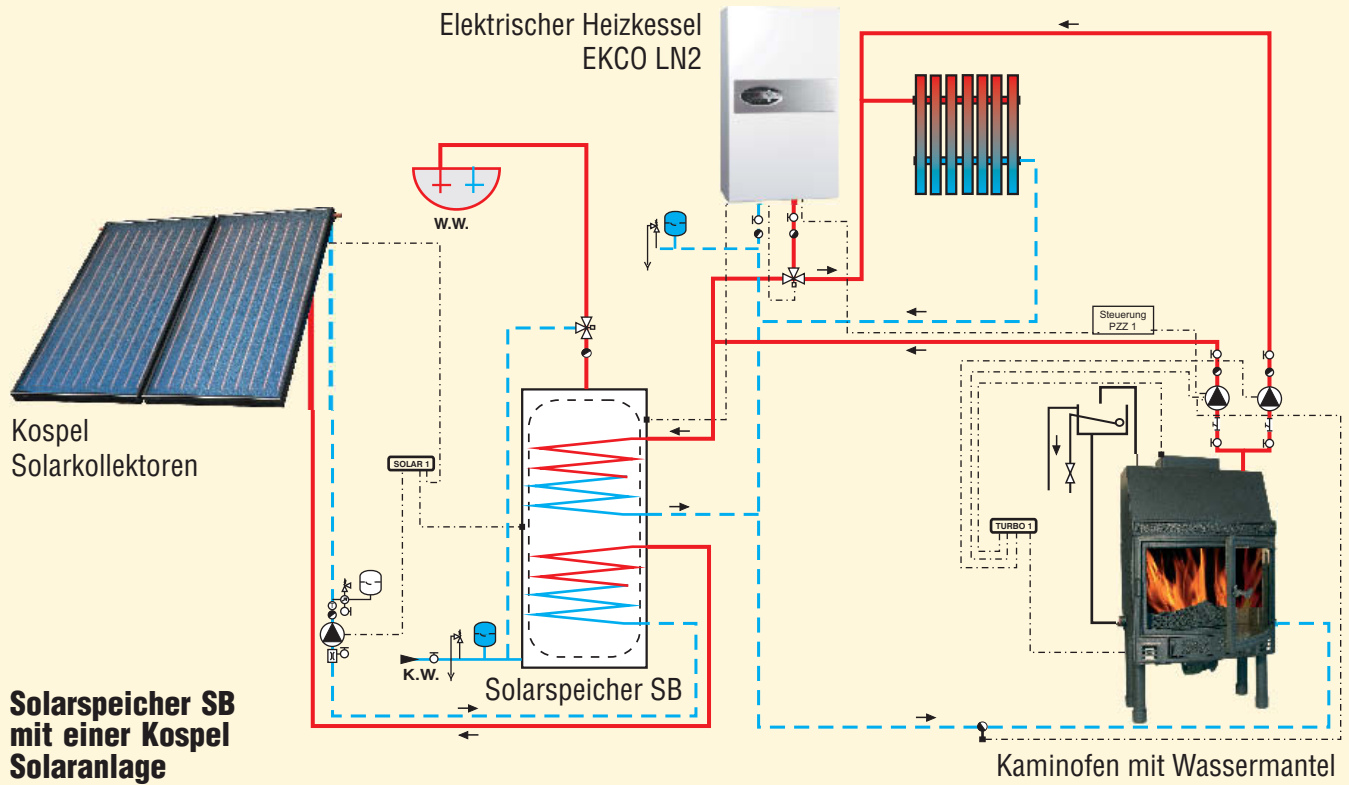 Elektrischer Heizkessel
EKCO LN2
W.W.
Steuerung
PZZ 1
Kospel
Solarkollektoren
SOLAR 1
TURBO 1
K.W.
Solarspeicher SB
Solarspeicher SB
mit einer Kospel
Solaranlage
Kaminofen mit Wassermantel